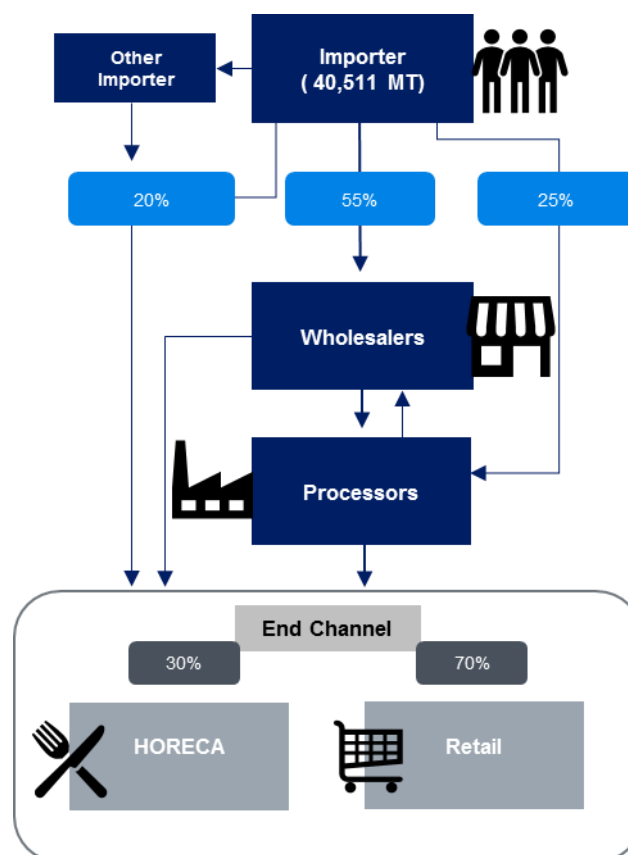 Other
Importer
Importer
( 40,511 MT)
20%
55%
25%
Wholesalers
Processors
End Channel
30%
70%
HORECA
Retail